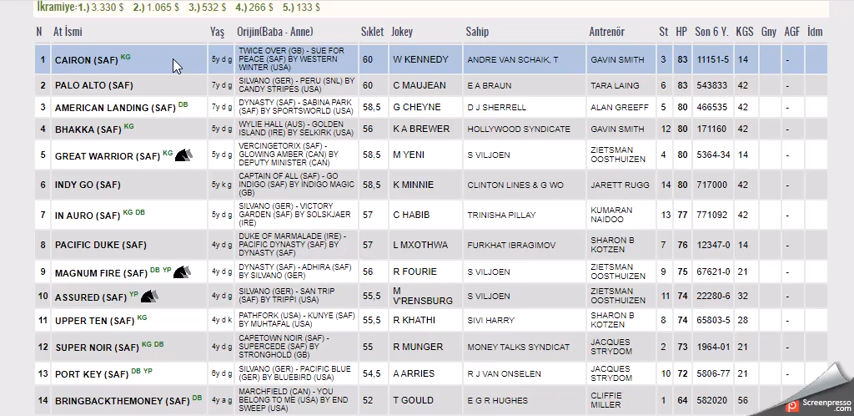 İkramiye: 1.) 3.330 $ 2.) 1.065 $ 3.) 532 $ 4.) 266 $ 5.) 133 $
N At İsmi Yaş Orijin(Baba - Anne) Sıklet Jokey Sahip Antrenör St HP Son 6 Y. KGS Gny AGF İdm
1 CAIRON (SAF) KG 5y d g TWICE OVER (GB) - SUE FOR PEACE (SAF) BY WESTERN WINTER (USA) 60 W KENNEDY ANDRE VAN SCHAIK, T GAVIN SMITH 3 83 11151-5 14 -
2 PALO ALTO (SAF) 7y d g SILVANO (GER) - PERU (SNL) BY CANDY STRIPES (USA) 60 C MAUJEAN E A BRAUN TARA LAING 6 83 543833 42 -
3 AMERICAN LANDING (SAF) DB 7y d g DYNASTY (SAF) - SABINA PARK (SAF) BY SPORTSWORLD (USA) 58,5 G CHEYNE D J SHERRELL ALAN GREEFF 5 80 466535 42 -
4 BHAKKA (SAF) KG 5y d g WYLIE HALL (AUS) - GOLDEN ISLAND (IRE) BY SELKIRK (USA) 56 K A BREWER HOLLYWOOD SYNDICATE GAVIN SMITH 12 80 171160 42 -
5 GREAT WARRIOR (SAF) KG 5y d g VERCINGETORIX (SAF) - GLOWING AMBER (CAN) BY DEPUTY MINISTER (CAN) 58,5 M YENI S VILJOEN ZIETSMAN OOSTHUIZEN 4 80 5364-34 14 -
6 INDY GO (SAF) 5y k g CAPTAIN OF ALL (SAF) - GO INDIGO (SAF) BY INDIGO MAGIC (GB) 58,5 K MINNIE CLINTON LINES & G WO JARETT RUGG 14 80 717000 42 -
7 IN AURO (SAF) KG DB 5y d g SILVANO (GER) - VICTORY GARDEN (SAF) BY SOLSKJAER (IRE) 57 C HABIB TRINISHA PILLAY KUMARAN NAIDOO 13 77 771092 42 -
8 PACIFIC DUKE (SAF) 4y d g DUKE OF MARMALADE (IRE) - PACIFIC DYNASTY (SAF) BY DYNASTY (SAF) 57 L MXOTHWA FURKHAT IBRAGIMOV SHARON B KOTZEN 7 76 12347-0 14 -
9 MAGNUM FIRE (SAF) DB YP 4y d g DYNASTY (SAF) - ADHIRA (SAF) BY SILVANO (GER) 56 R FOURIE S VILJOEN ZIETSMAN OOSTHUIZEN 9 75 67621-0 21 -
10 ASSURED (SAF) YP 4y d g SILVANO (GER) - SAN TRIP (SAF) BY TRIPPI (USA) 55,5 M V'RENSBURG S VILJOEN ZIETSMAN OOSTHUIZEN 11 74 22280-6 32 -
11 UPPER TEN (SAF) KG 4y d k PATHFORK (USA) - KUNYE (SAF) BY MUHTAFAL (USA) 55,5 R KHATHI SIVI HARRY SHARON B KOTZEN 8 74 65803-5 28 -
12 SUPER NOIR (SAF) KG DB 5y d g CAPETOWN NOIR (SAF) - SUPERCEDE (SAF) BY STRONGHOLD (GB) 55 R MUNGER MONEY TALKS SYNDICAT JACQUES STRYDOM 2 73 1964-01 21 -
13 PORT KEY (SAF) DB YP 6y d g SILVANO (GER) - PACIFIC BLUE (GER) BY BLUEBIRD (USA) 54,5 A ARRIES R J VAN ONSELEN JACQUES STRYDOM 10 72 5806-77 21 -
14 BRINGBACKTHEMONEY (SAF) DB 4y a g MARCHFIELD (CAN) - YOU BELONG TO ME (USA) BY END SWEEP (USA) 52 T GOULD E G R HUGHES CLIFFIE MILLER 1 64 582020 56 -
Screenpresso
.com